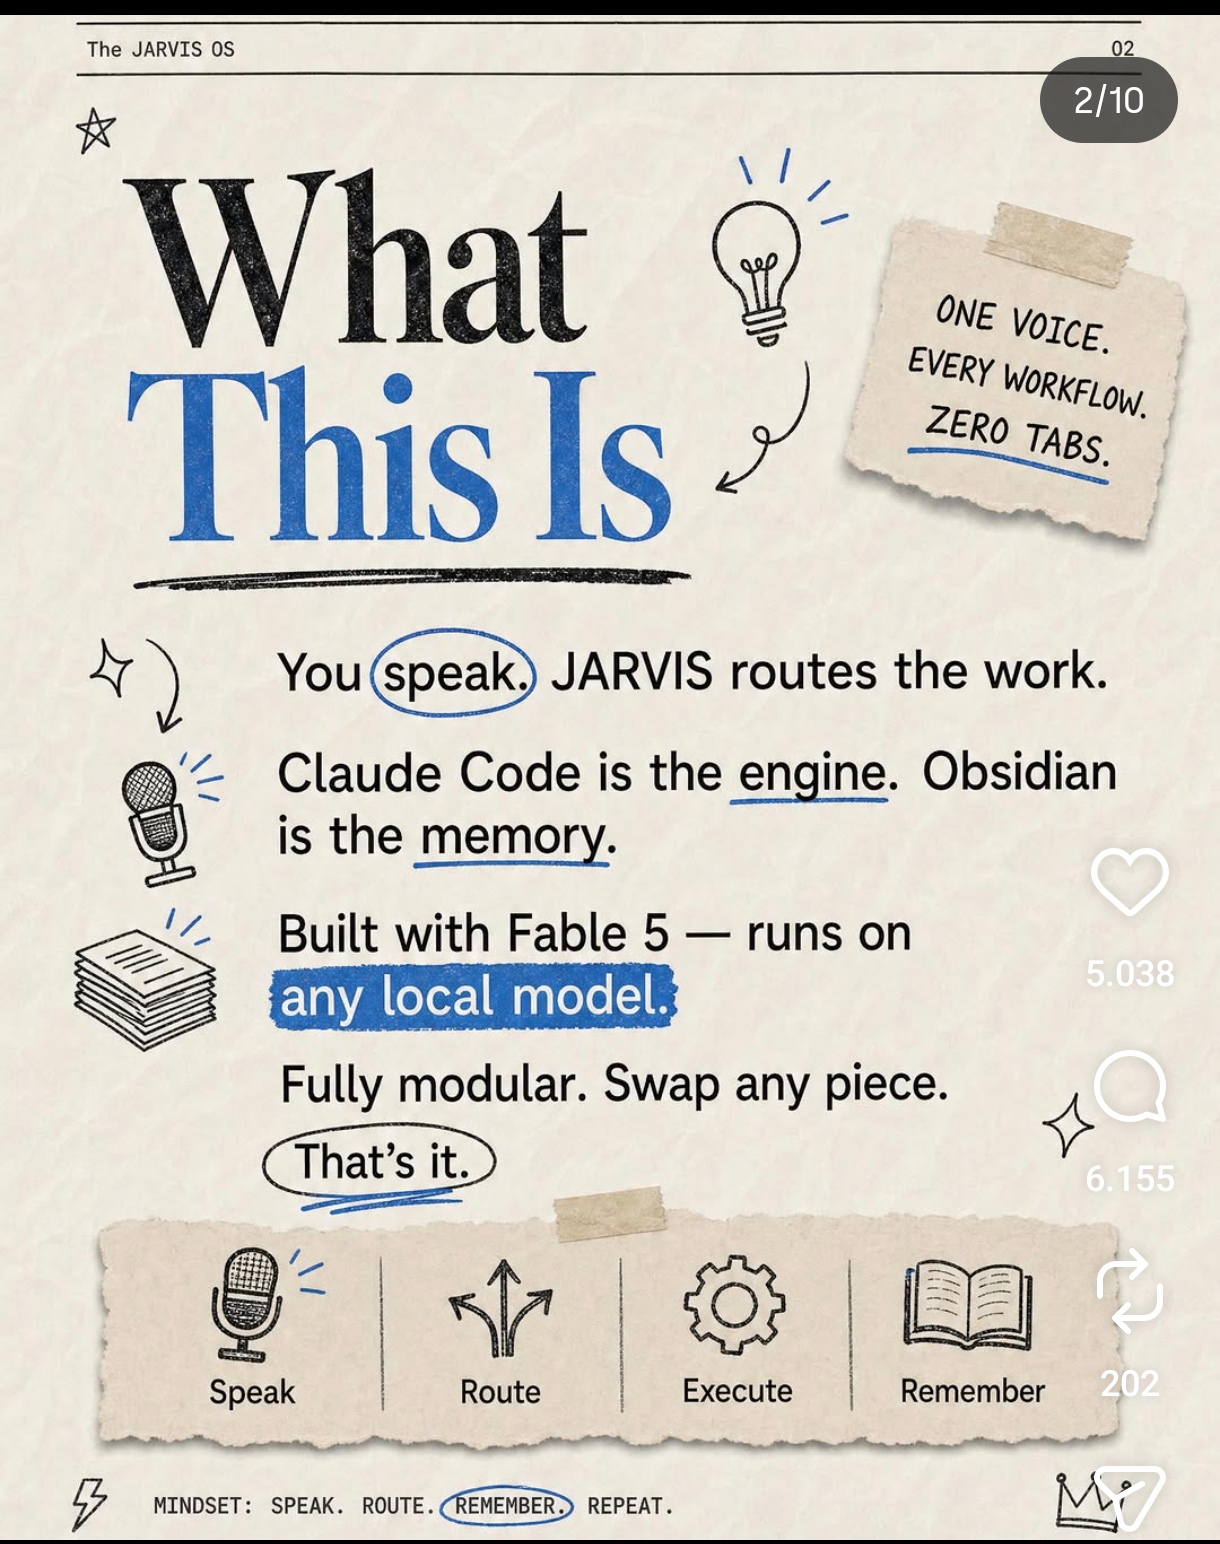 The JARVIS OS
02
2/10
What
This Is
ONE VOICE.
EVERY WORKFLOW.
ZERO TABS.
You speak. JARVIS routes the work.
Claude Code is the engine. Obsidian
is the memory.
Built with Fable 5 — runs on
any local model.
Fully modular. Swap any piece.
That's it.
5.038
6.155
202
Speak
Route
Execute
Remember
MINDSET: SPEAK. ROUTE. REMEMBER. REPEAT.